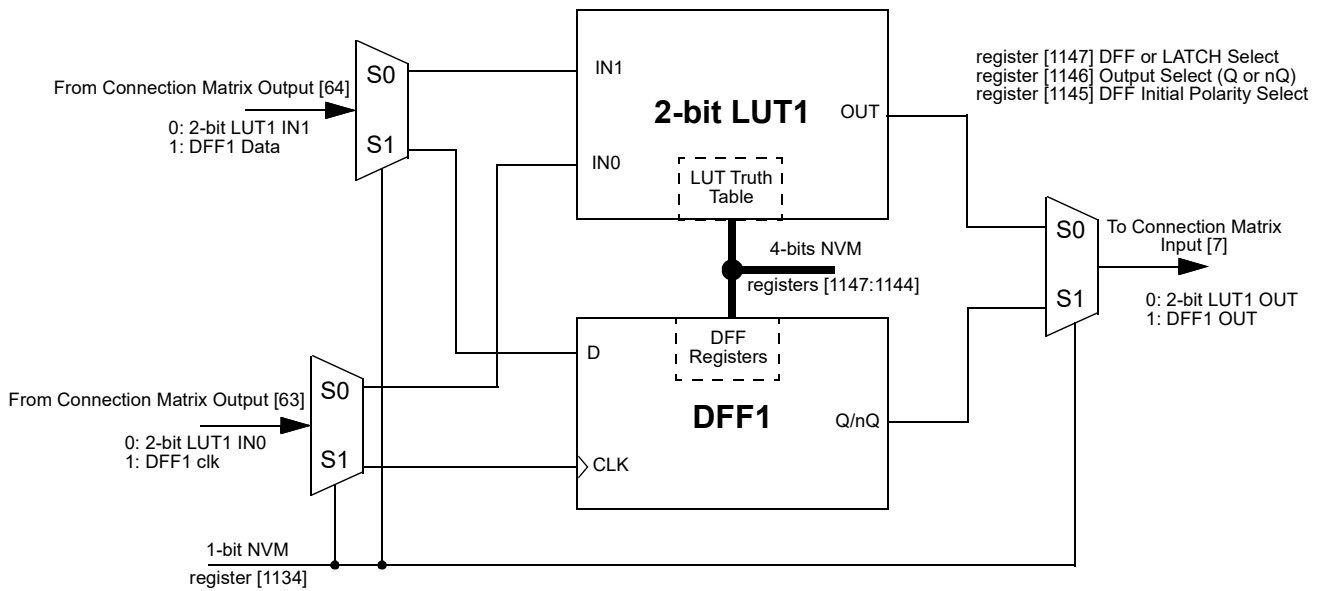 register [1147] DFF or LATCH Select
register [1146] Output Select (Q or nQ)
register [1145] DFF Initial Polarity Select
From Connection Matrix Output [64]
0: 2-bit LUT1 IN1
1: DFF1 Data
S0
S1
IN1
2-bit LUT1
OUT
IN0
LUT Truth
Table
4-bits NVM
registers [1147:1144]
S0
S1
To Connection Matrix
Input [7]
0: 2-bit LUT1 OUT
1: DFF1 OUT
D
DFF
Registers
DFF1
Q/nQ
CLK
From Connection Matrix Output [63]
0: 2-bit LUT1 IN0
1: DFF1 clk
S0
S1
1-bit NVM
register [1134]